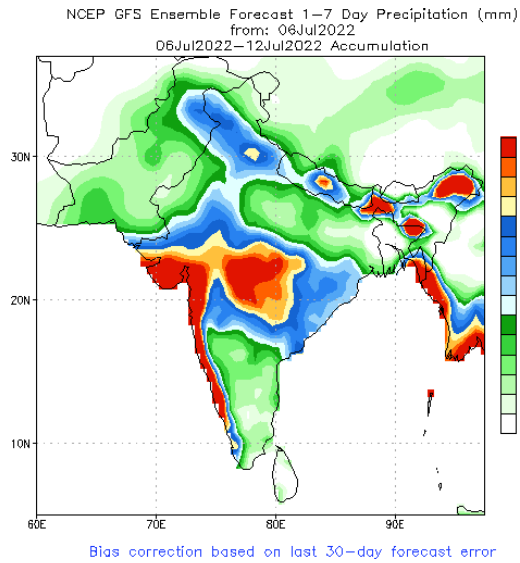 NCEP GFS Ensemble Forecast 1-7 Day Precipitation (mm)
from: 06Jul2022
06Jul2022-12Jul2022 Accumulation
30N
20N
10N
60E 70E 80E 90E
Bias correction based on last 30-day forecast error